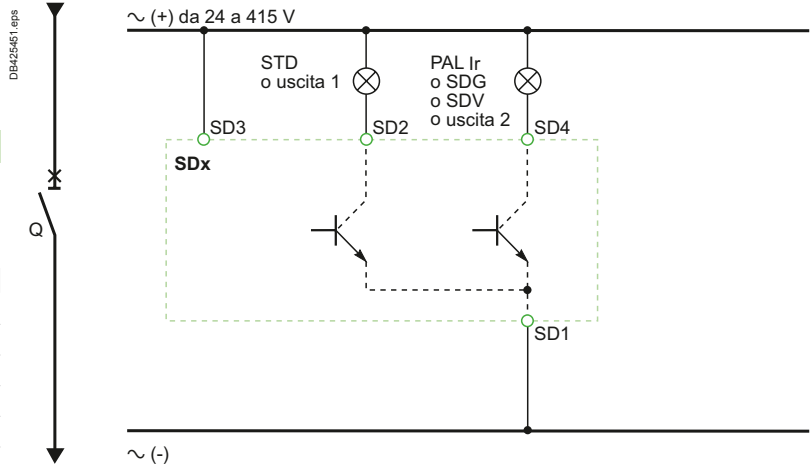 DB425451.eps
∼ (+) da 24 a 415 V
STD
o uscita 1
PAL Ir
o SDG
o SDV
o uscita 2
SD3
SD2
SD4
SDx
Q
SD1
∼ (-)